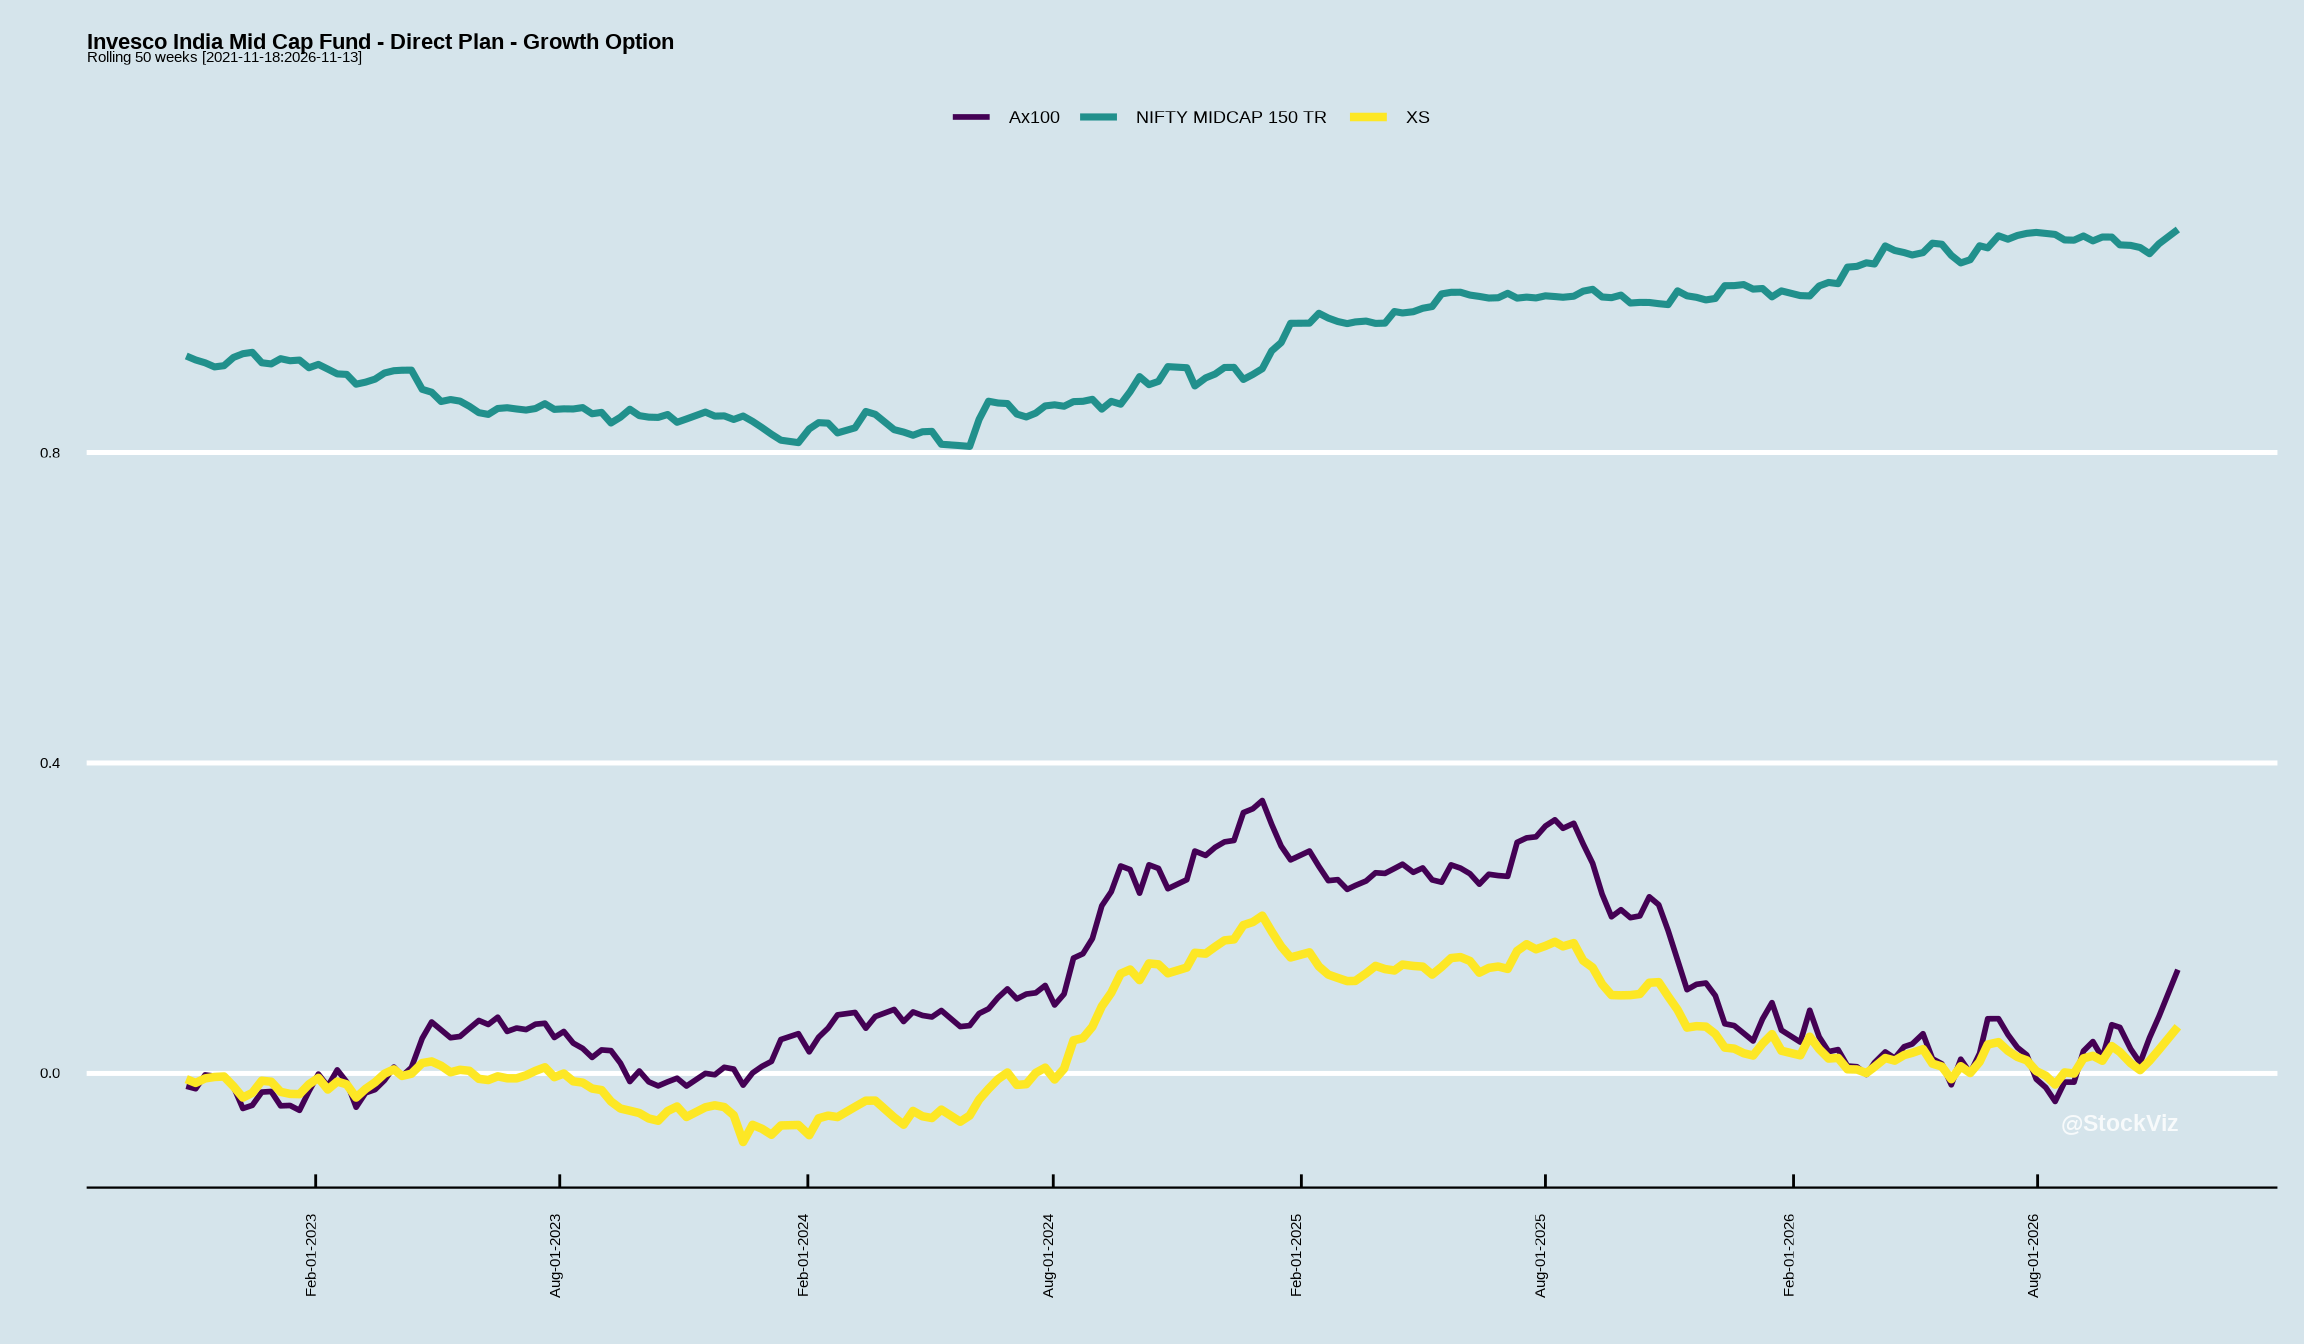 Invesco India Mid Cap Fund - Direct Plan - Growth Option
Rolling 50 weeks [2021-11-18:2026-11-13]
Ax100 NIFTY MIDCAP 150 TR XS
0.8
0.4
0.0
@StockViz
Feb-01-2023 Aug-01-2023 Feb-01-2024 Aug-01-2024 Feb-01-2025 Aug-01-2025 Feb-01-2026 Aug-01-2026